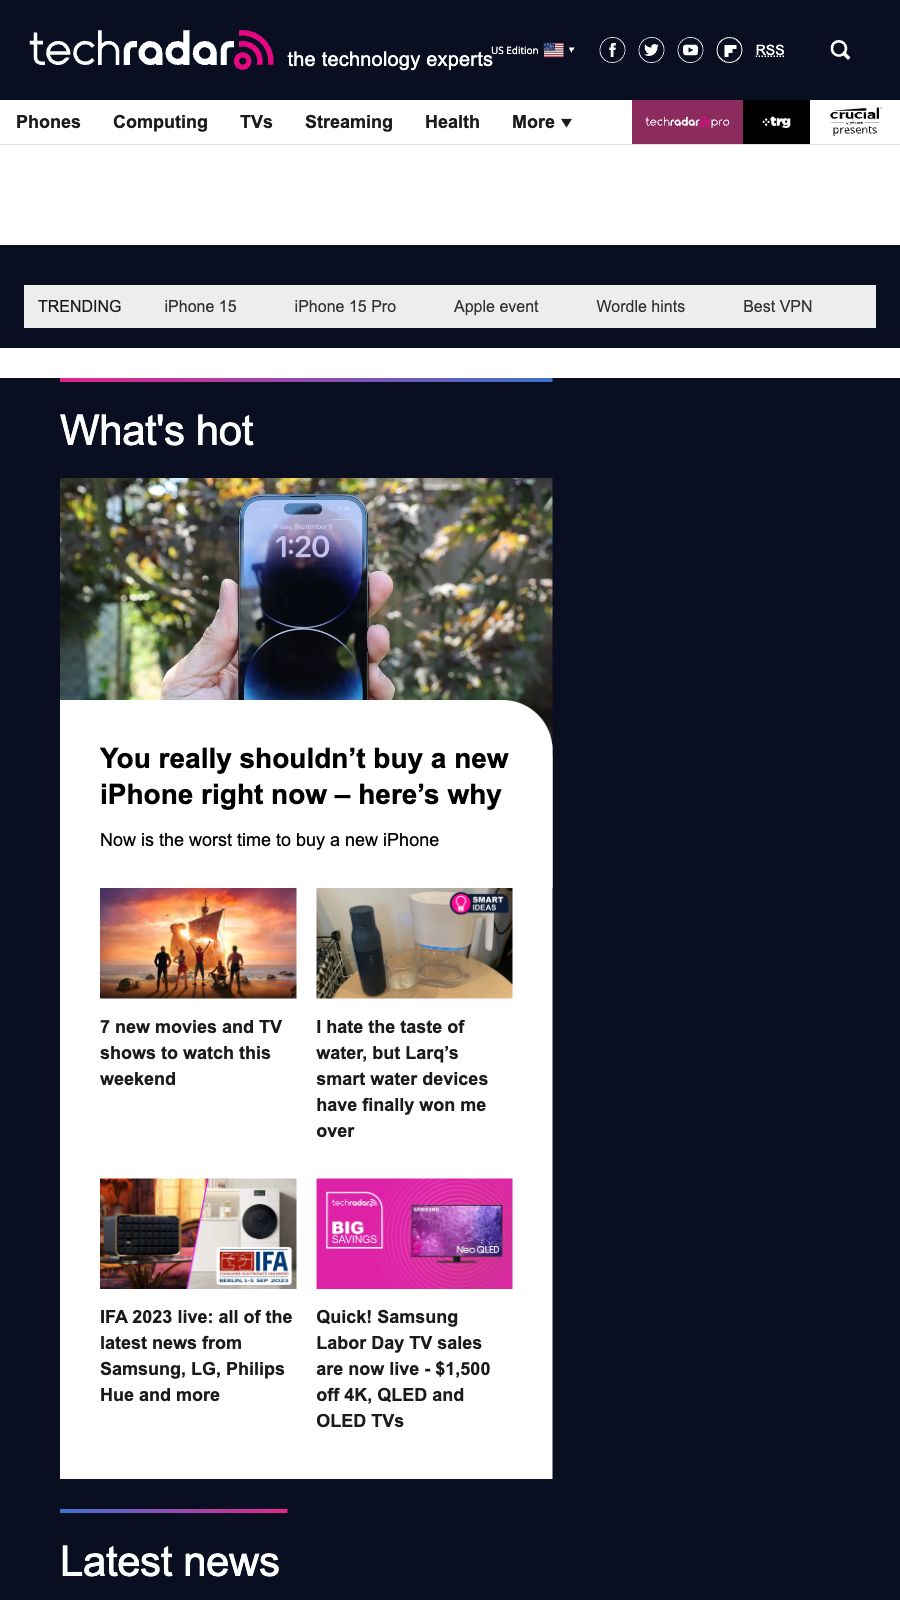 techradar
the technology experts
US Edition
RSS
Phones
Computing
TVs
Streaming
Health
More
techradar pro
trg
crucial
presents
TRENDING
iPhone 15
iPhone 15 Pro
Apple event
Wordle hints
Best VPN
What's hot
Friday, September 9
1:20
You really shouldn’t buy a new
iPhone right now – here’s why
Now is the worst time to buy a new iPhone
7 new movies and TV
shows to watch this
weekend
SMART
IDEAS
I hate the taste of
water, but Larq’s
smart water devices
have finally won me
over
IFA
BERLIN, 1-5 SEP 2023
IFA 2023 live: all of the
latest news from
Samsung, LG, Philips
Hue and more
techradar
BIG
SAVINGS
SAMSUNG
Neo QLED
Quick! Samsung
Labor Day TV sales
are now live - $1,500
off 4K, QLED and
OLED TVs
Latest news